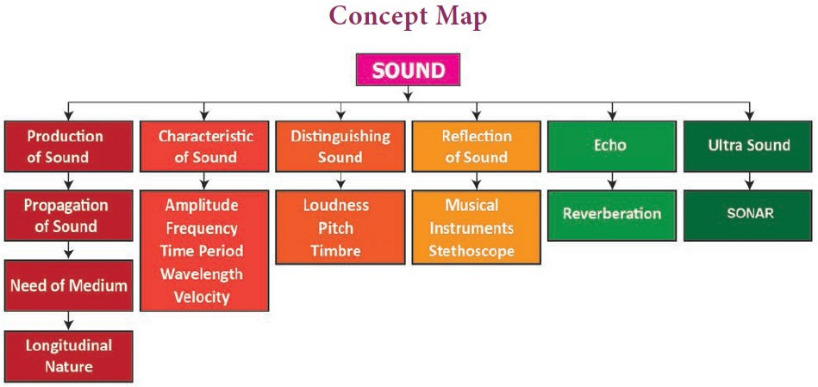 Concept Map
SOUND
Production
of Sound
Characteristic
of Sound
Distinguishing
Sound
Reflection
of Sound
Echo
Ultra Sound
Propagation
of Sound
Amplitude
Frequency
Time Period
Wavelength
Velocity
Loudness
Pitch
Timbre
Musical
Instruments
Stethoscope
Reverberation
SONAR
Need of Medium
Longitudinal
Nature